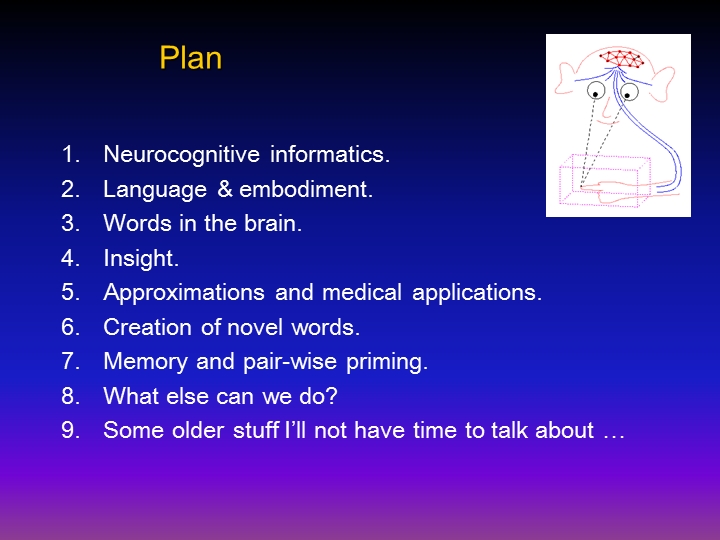 Plan
1. Neurocognitive informatics.
2. Language & embodiment.
3. Words in the brain.
4. Insight.
5. Approximations and medical applications.
6. Creation of novel words.
7. Memory and pair-wise priming.
8. What else can we do?
9. Some older stuff I’ll not have time to talk about …